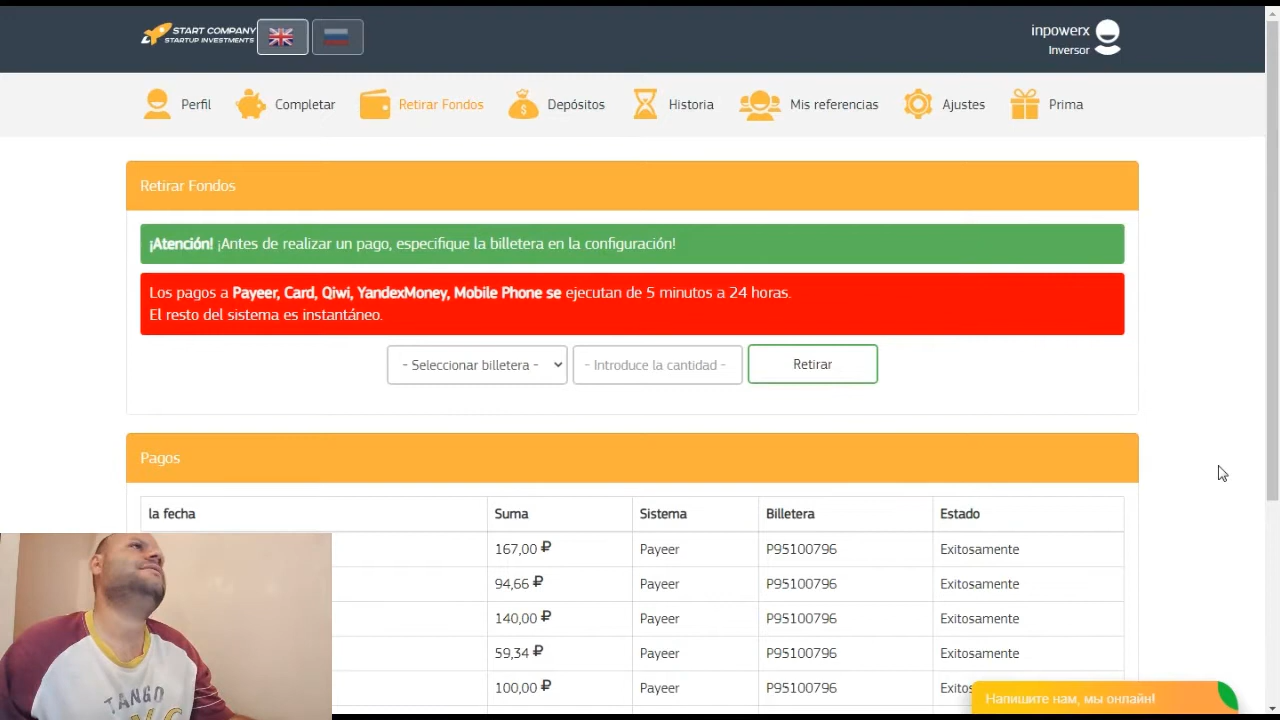 START COMPANY
STARTUP INVESTMENTS
inpowerx
Inversor
Perfil
Completar
Retirar Fondos
Depósitos
Historia
Mis referencias
Ajustes
Prima
Retirar Fondos
¡Atención! ¡Antes de realizar un pago, especifique la billetera en la configuración!
Los pagos a Payeer, Card, Qiwi, YandexMoney, Mobile Phone se ejecutan de 5 minutos a 24 horas.
El resto del sistema es instantáneo.
- Seleccionar billetera -
- Introduce la cantidad -
Retirar
Pagos
la fecha Suma Sistema Billetera Estado
167,00 ₽ Payeer P95100796 Exitosamente
94,66 ₽ Payeer P95100796 Exitosamente
140,00 ₽ Payeer P95100796 Exitosamente
59,34 ₽ Payeer P95100796 Exitosamente
100,00 ₽ Payeer P95100796
Напишите нам, мы онлайн!
TANGO